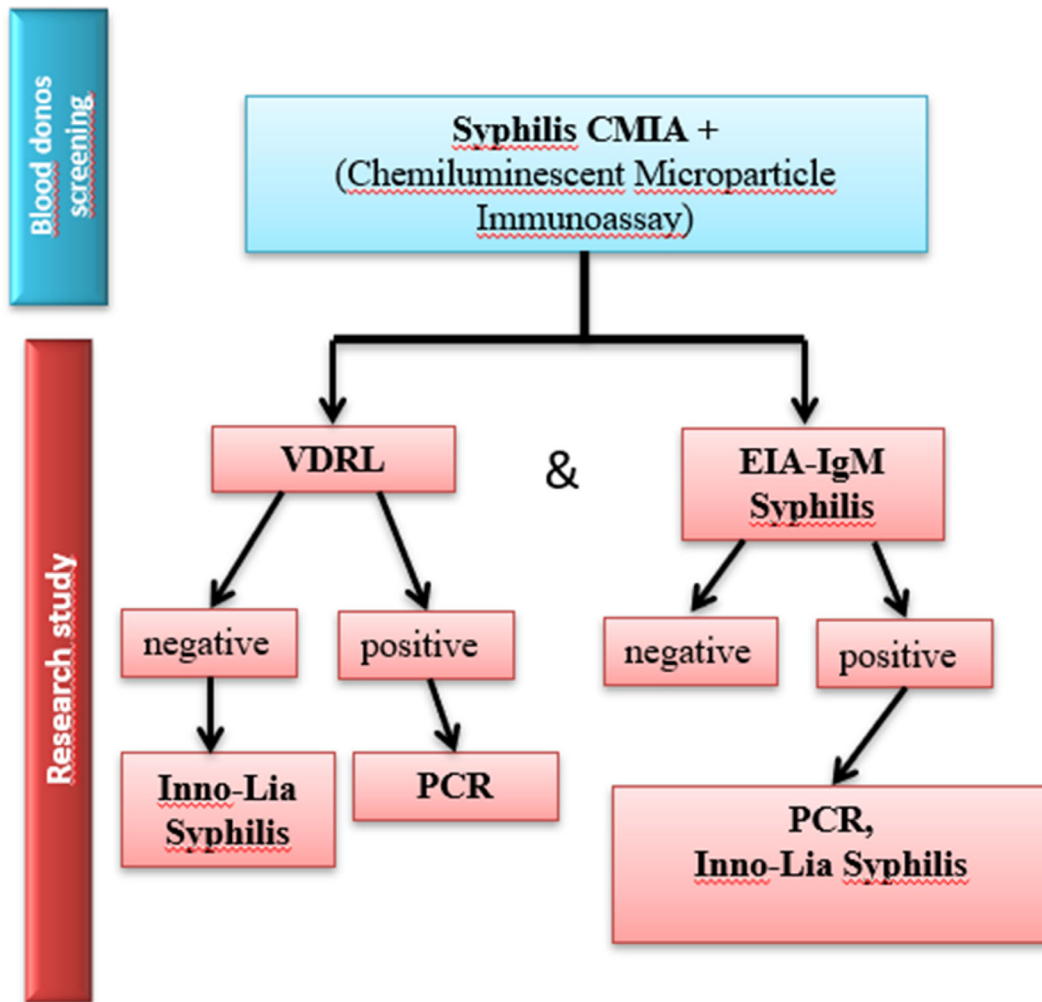 Blood donos
screening
Syphilis CMIA +
(Chemiluminescent Microparticle
Immunoassay)
Research study
VDRL
&
EIA-IgM
Syphilis
negative
positive
negative
positive
Inno-Lia
Syphilis
PCR
PCR,
Inno-Lia Syphilis